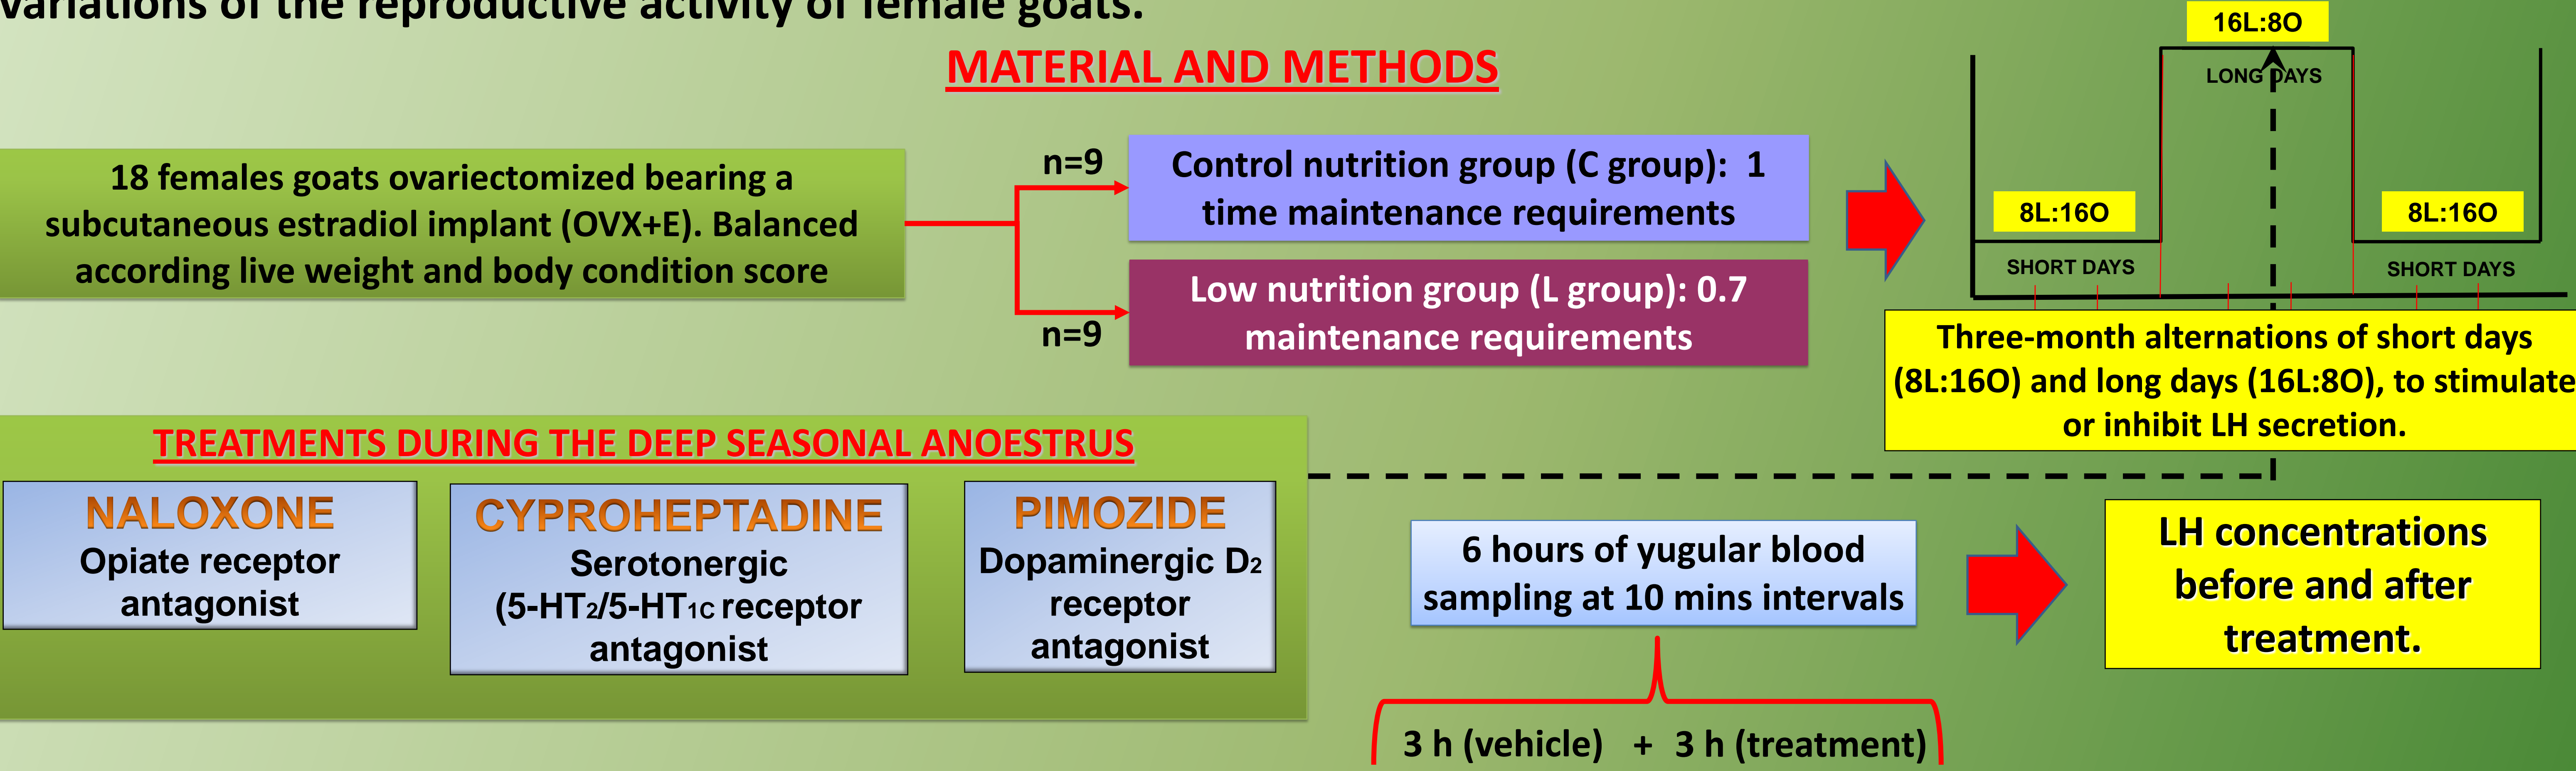 variations of the reproductive activity of female goats.
MATERIAL AND METHODS
18 females goats ovariectomized bearing a
subcutaneous estradiol implant (OVX+E). Balanced
according live weight and body condition score
n=9
Control nutrition group (C group): 1
time maintenance requirements
n=9
Low nutrition group (L group): 0.7
maintenance requirements
16L:8O
LONG DAYS
8L:16O
SHORT DAYS
8L:16O
SHORT DAYS
Three-month alternations of short days
(8L:16O) and long days (16L:8O), to stimulate
or inhibit LH secretion.
TREATMENTS DURING THE DEEP SEASONAL ANOESTRUS
NALOXONE
Opiate receptor
antagonist
CYPROHEPTADINE
Serotonergic
(5-HT2/5-HT1C receptor
antagonist
PIMOZIDE
Dopaminergic D2
receptor
antagonist
6 hours of yugular blood
sampling at 10 mins intervals
3 h (vehicle) + 3 h (treatment)
LH concentrations
before and after
treatment.